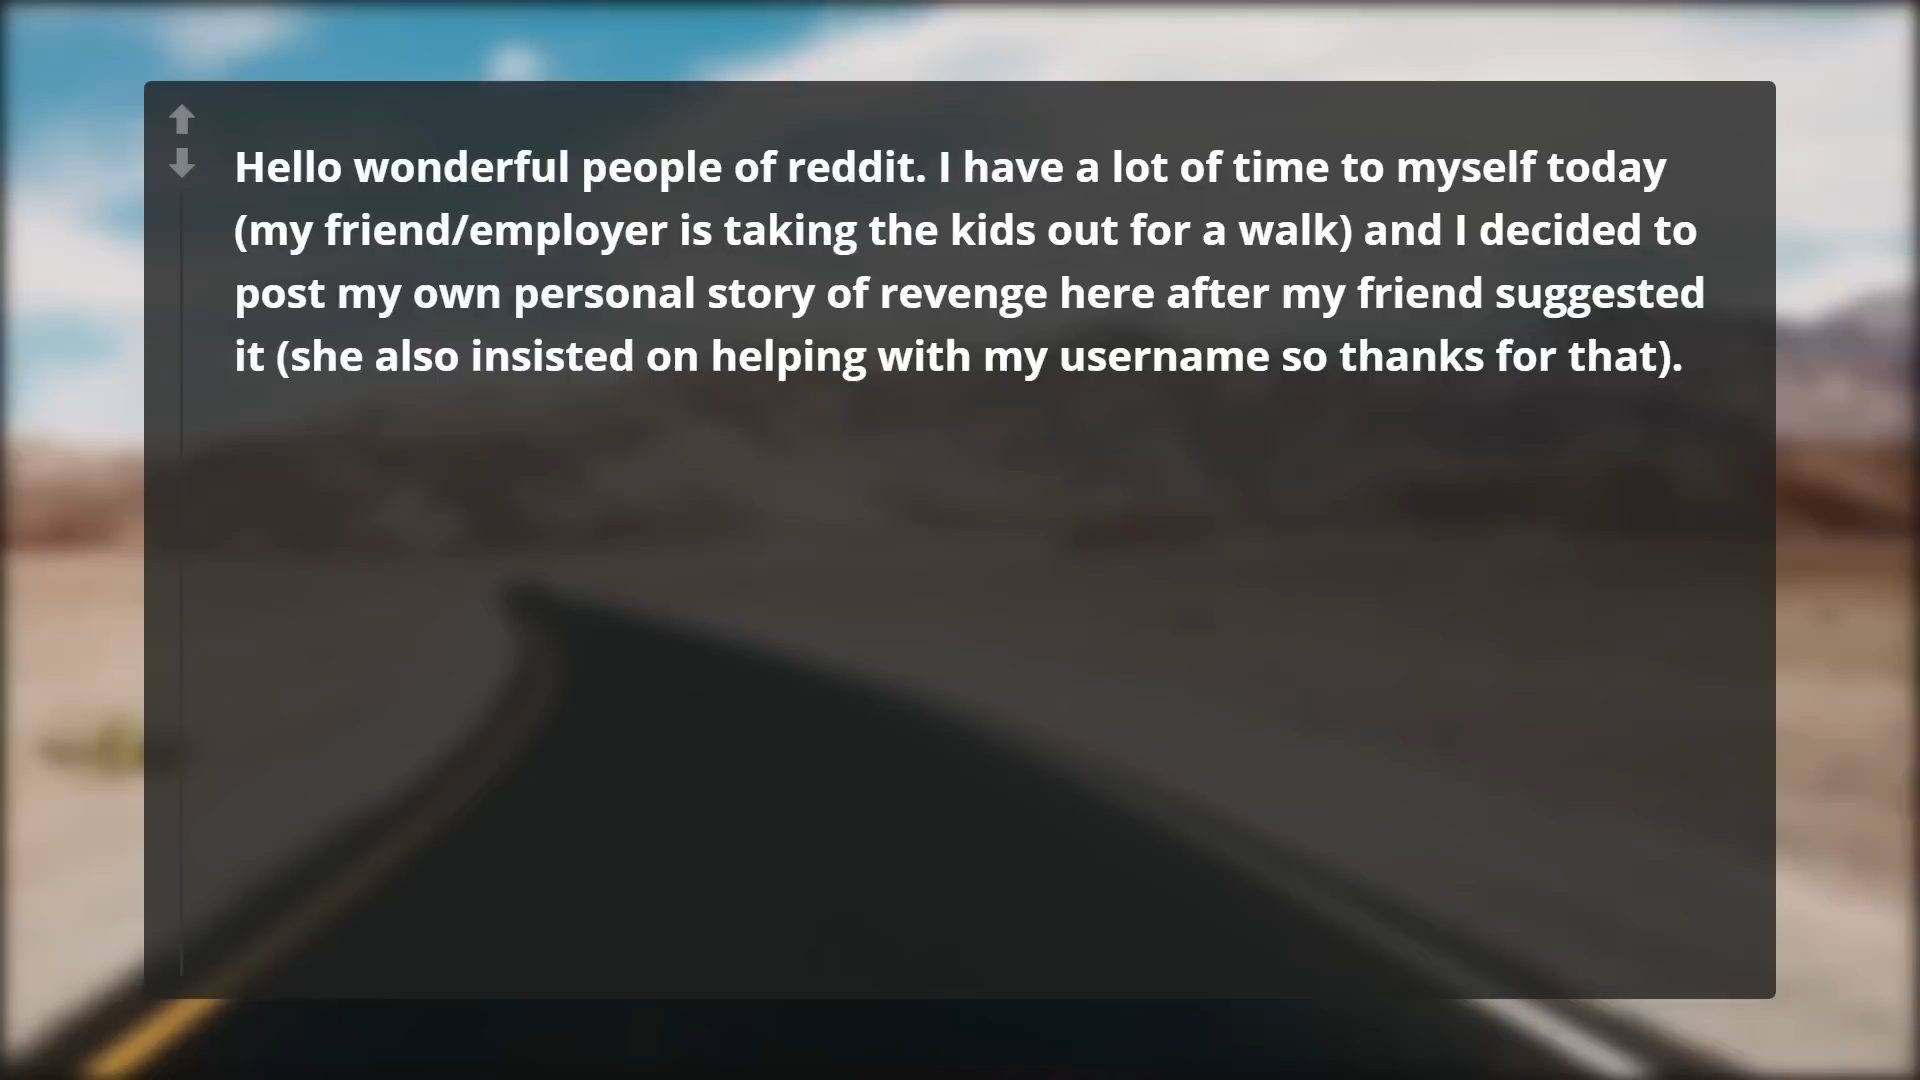 Hello wonderful people of reddit. I have a lot of time to myself today
(my friend/employer is taking the kids out for a walk) and I decided to
post my own personal story of revenge here after my friend suggested
it (she also insisted on helping with my username so thanks for that).